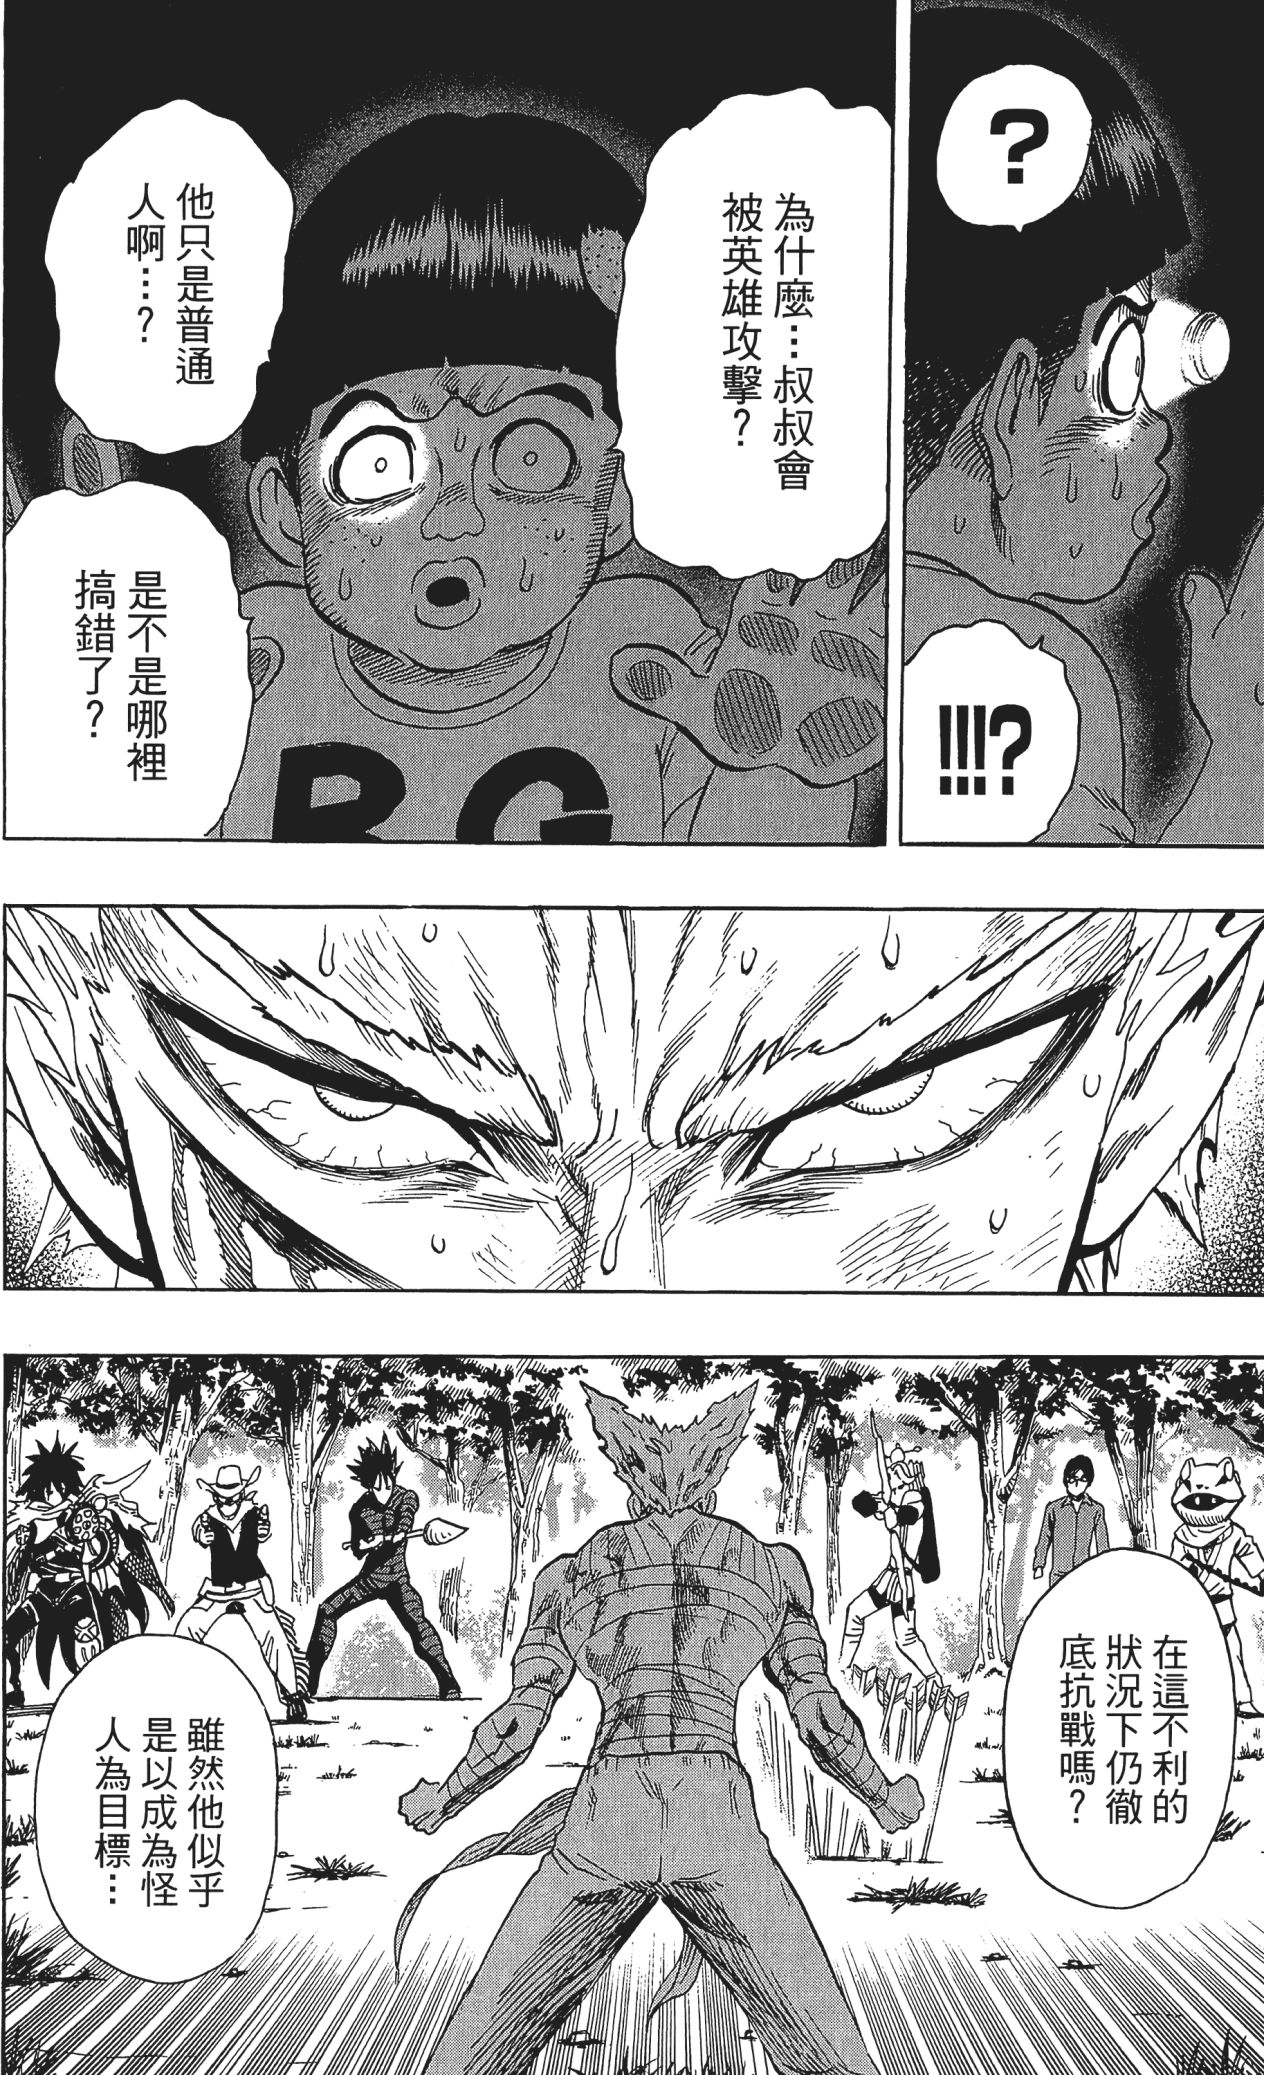 ?
!!!?
為什麼…叔叔會
被英雄攻擊?
他只是普通
人啊…?
是不是哪裡
搞錯了?
BG
在這不利的
狀況下仍徹
底抗戰嗎?
雖然他似乎
是以成為怪
人為目標…